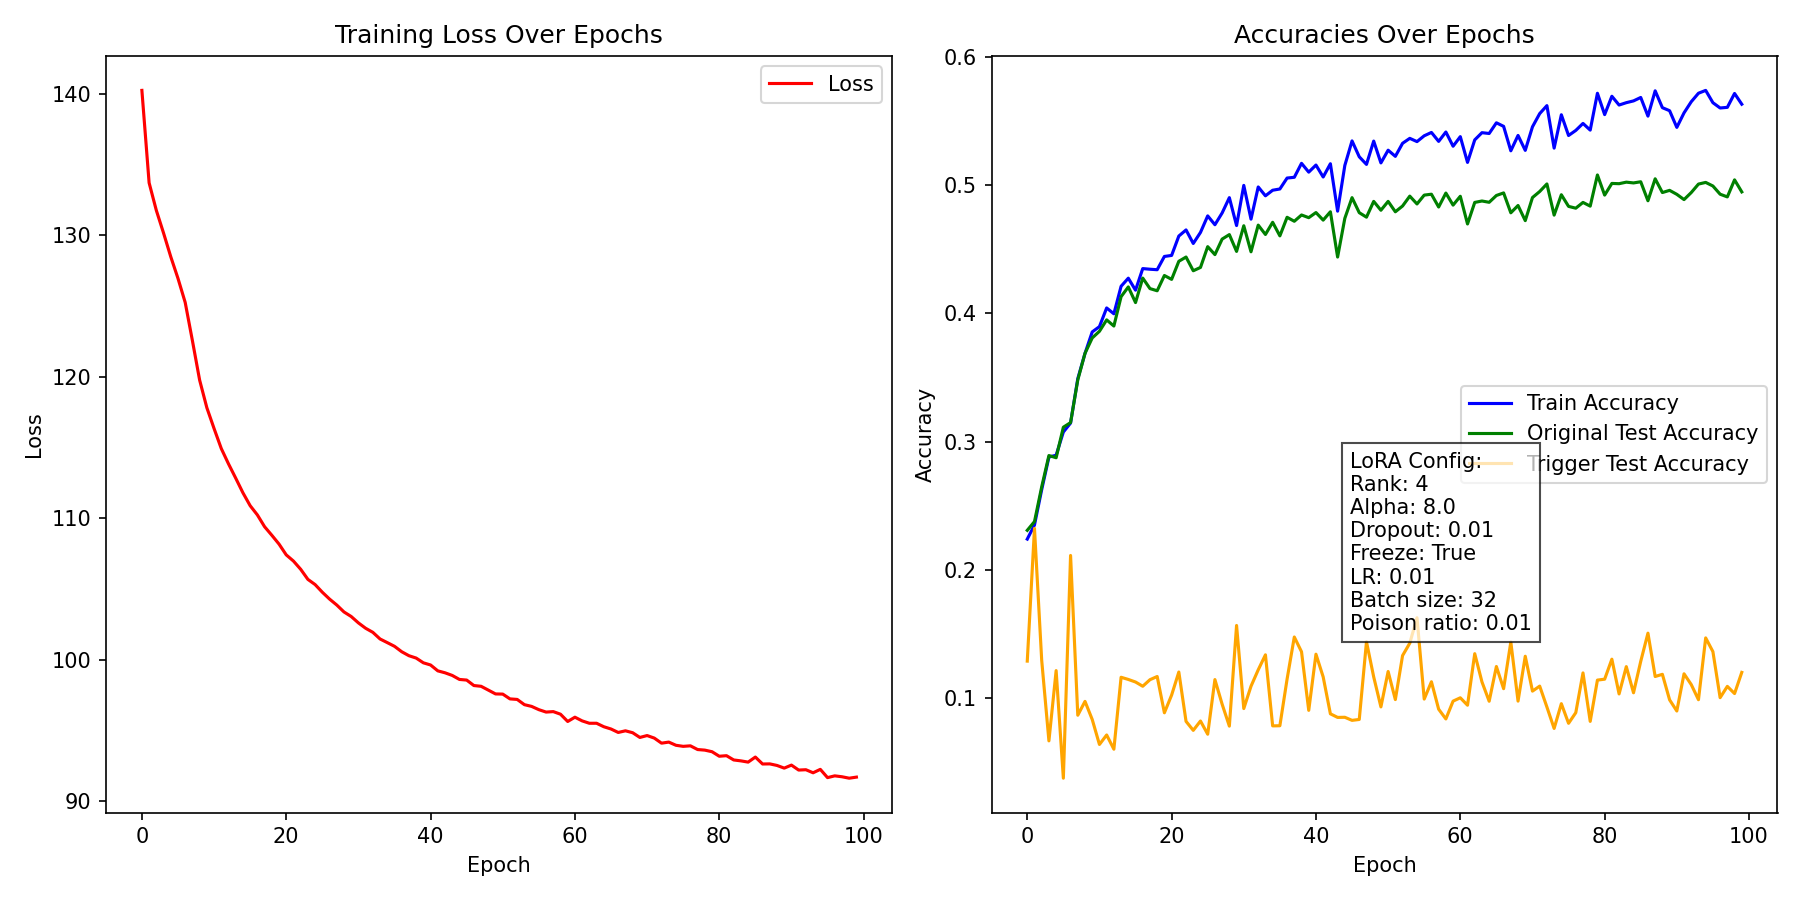 Training Loss Over Epochs
Loss
140
130
120
110
100
90
Loss
0 20 40 60 80 100
Epoch
Accuracies Over Epochs
0.6
0.5
0.4
0.3
0.2
0.1
Accuracy
Train Accuracy
Original Test Accuracy
Trigger Test Accuracy
LoRA Config:
Rank: 4
Alpha: 8.0
Dropout: 0.01
Freeze: True
LR: 0.01
Batch size: 32
Poison ratio: 0.01
0 20 40 60 80 100
Epoch